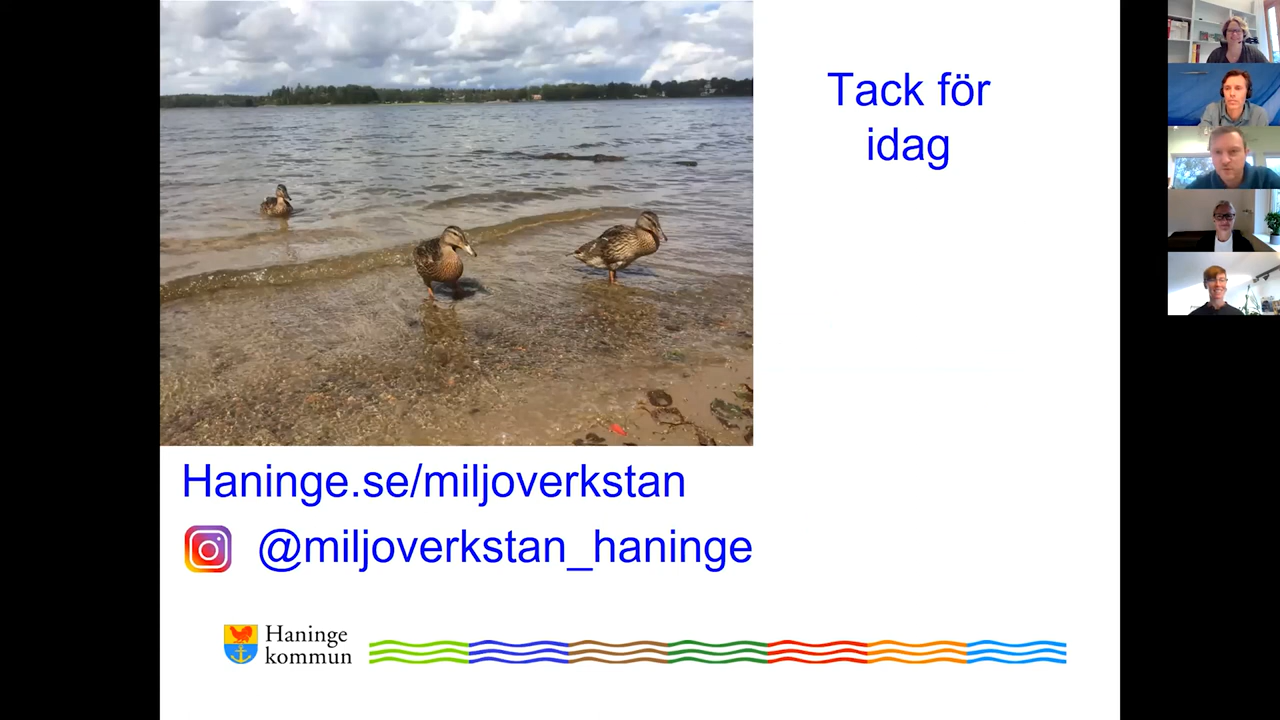 Tack för
idag
Haninge.se/miljoverkstan
@miljoverkstan_haninge
Haninge
kommun